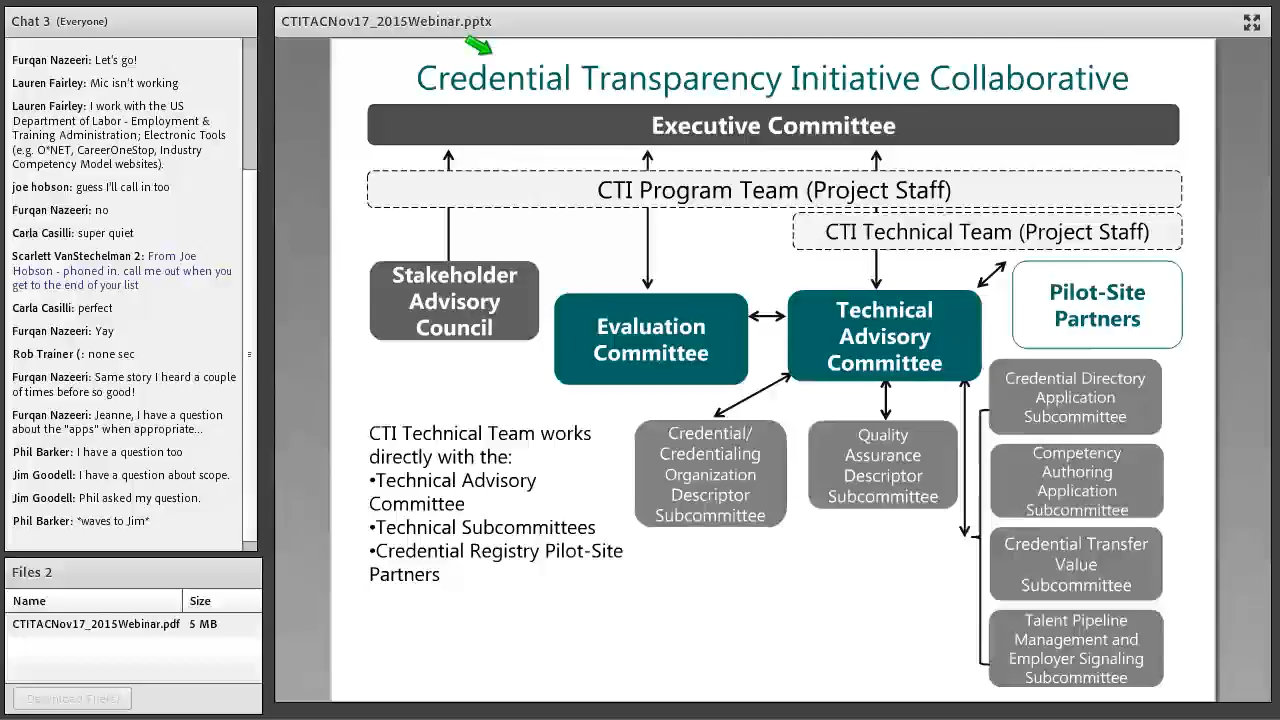 Chat 3 (Everyone)
Furqan Nazeeri: Let's go!
Lauren Fairley: Mic isn't working
Lauren Fairley: I work with the US
Department of Labor - Employment &
Training Administration; Electronic Tools
(e.g. O*NET, CareerOneStop, Industry
Competency Model websites).
joe hobson: guess I'll call in too
Furqan Nazeeri: no
Carla Casilli: super quiet
Scarlett VanStechelman 2: From Joe
Hobson - phoned in. call me out when you
get to the end of your list
Carla Casilli: perfect
Furqan Nazeeri: Yay
Rob Trainer (: none sec
Furqan Nazeeri: Same story I heard a couple
of times before so good!
Furqan Nazeeri: Jeanne, I have a question
about the "apps" when appropriate...
Phil Barker: I have a question too
Jim Goodell: I have a question about scope.
Jim Goodell: Phil asked my question.
Phil Barker: *waves to Jim*
Files 2
Name Size
CTITACNov17_2015Webinar.pdf 5 MB
Download File(s)
CTITACNov17_2015Webinar.pptx
Credential Transparency Initiative Collaborative
Executive Committee
CTI Program Team (Project Staff)
CTI Technical Team (Project Staff)
Stakeholder
Advisory
Council
Evaluation
Committee
Technical
Advisory
Committee
Pilot-Site
Partners
CTI Technical Team works
directly with the:
•Technical Advisory
Committee
•Technical Subcommittees
•Credential Registry Pilot-Site
Partners
Credential/
Credentialing
Organization
Descriptor
Subcommittee
Quality
Assurance
Descriptor
Subcommittee
Credential Directory
Application
Subcommittee
Competency
Authoring
Application
Subcommittee
Credential Transfer
Value
Subcommittee
Talent Pipeline
Management and
Employer Signaling
Subcommittee